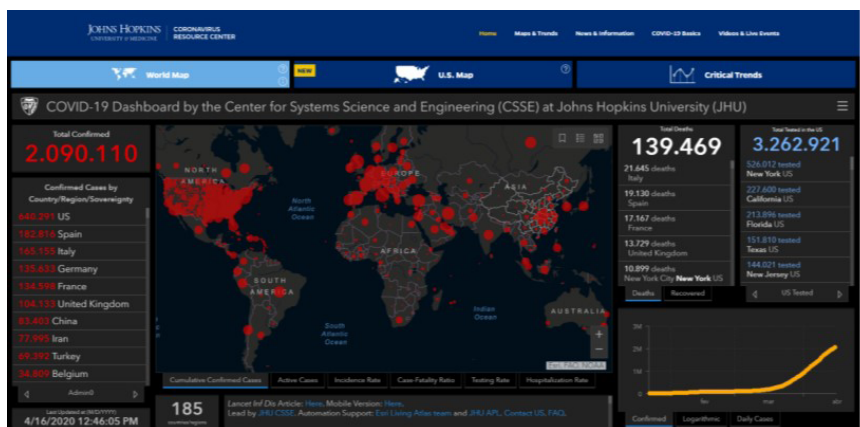 JOHNS HOPKINS
UNIVERSITY & MEDICINE
CORONAVIRUS
RESOURCE CENTER
Home
Maps & Trends
News & Information
COVID-19 Basics
Videos & Live Events
World Map
NEW
U.S. Map
Critical Trends
COVID-19 Dashboard by the Center for Systems Science and Engineering (CSSE) at Johns Hopkins University (JHU)
Total Confirmed
2.090.110
Confirmed Cases by
Country/Region/Sovereignty
640.291 US
182.816 Spain
165.155 Italy
135.633 Germany
134.598 France
104.133 United Kingdom
83.403 China
77.995 Iran
69.392 Turkey
34.809 Belgium
Admin0
Last Updated at (M/D/YYYY)
4/16/2020 12:46:05 PM
NORTH
AMERICA
North
Atlantic
Ocean
EUROPE
ASIA
AFRICA
SOUTH
AMERICA
South
Atlantic
Ocean
Indian
Ocean
AUSTRALIA
+
−
Esri, FAO, NOAA
Cumulative Confirmed Cases
Active Cases
Incidence Rate
Case-Fatality Ratio
Testing Rate
Hospitalization Rate
185
countries/regions
Lancet Inf Dis Article: Here. Mobile Version: Here.
Lead by JHU CSSE. Automation Support: Esri Living Atlas team and JHU APL. Contact US. FAQ.
Total Deaths
139.469
21.645 deaths
Italy
19.130 deaths
Spain
17.167 deaths
France
13.729 deaths
United Kingdom
10.899 deaths
New York City New York US
Deaths
Recovered
Total Tested in the US
3.262.921
526.012 tested
New York US
227.600 tested
California US
213.896 tested
Florida US
151.810 tested
Texas US
144.021 tested
New Jersey US
US Tested
3M
2M
1M
0
fev
mar
abr
Confirmed
Logarithmic
Daily Cases